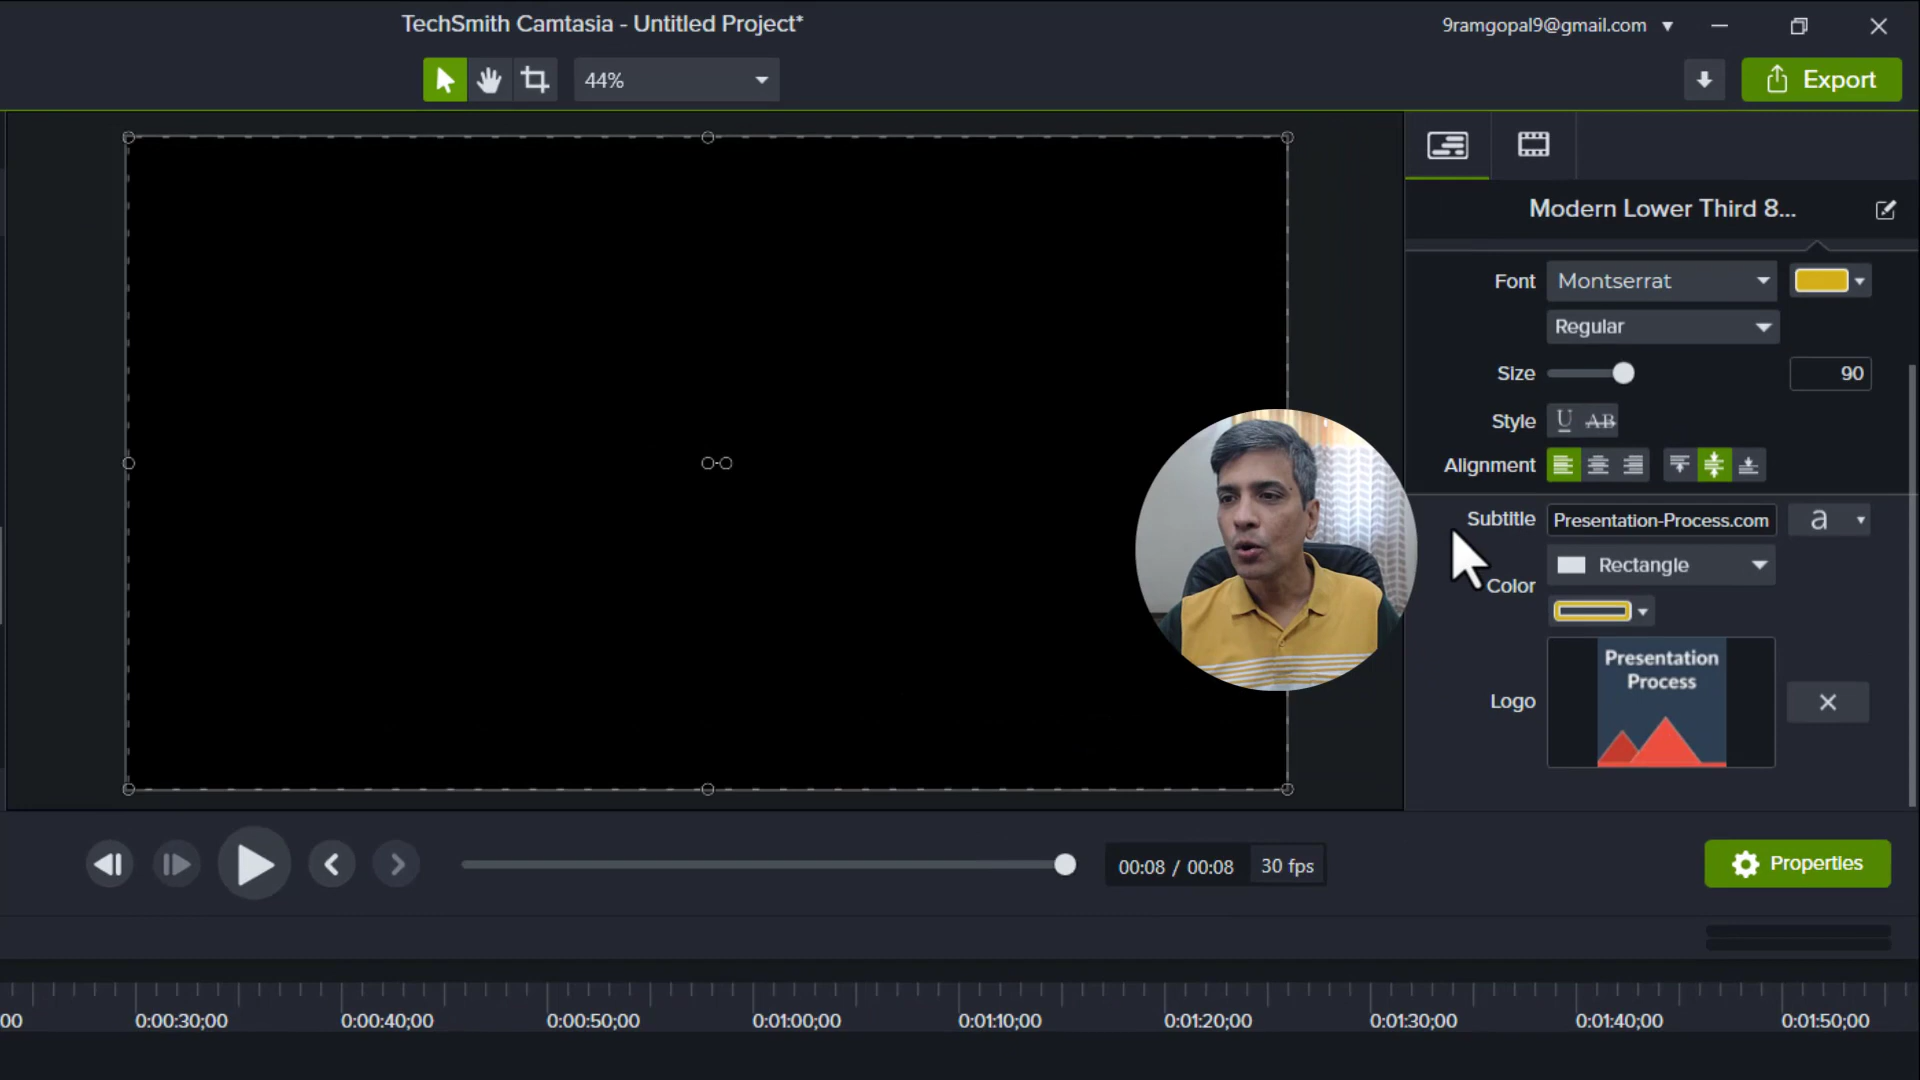 TechSmith Camtasia - Untitled Project*
9ramgopal9@gmail.com
44%
Export
Modern Lower Third 8...
Font
Montserrat
Regular
Size
90
Style
U
AB
Alignment
Subtitle
Presentation-Process.com
a
Rectangle
Color
Logo
Presentation
Process
00:08 / 00:08
30 fps
Properties
00
0:00:30;00
0:00:40;00
0:00:50;00
0:01:00;00
0:01:10;00
0:01:20;00
0:01:30;00
0:01:40;00
0:01:50;00